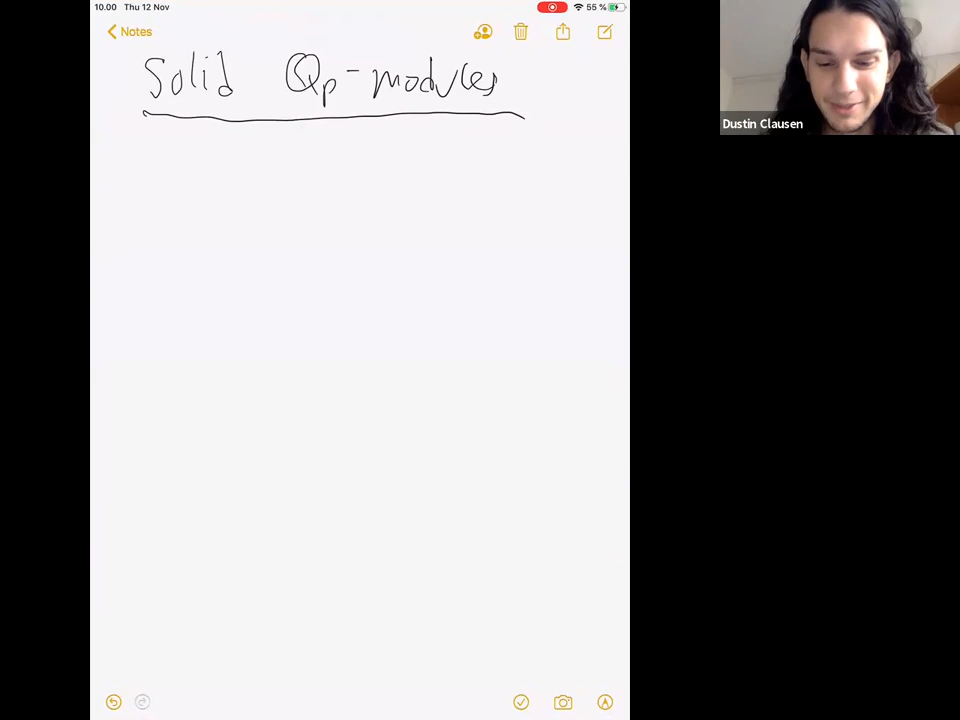 10.00 Thu 12 Nov
55 %
Notes
Solid Qp-modules
Dustin Clausen